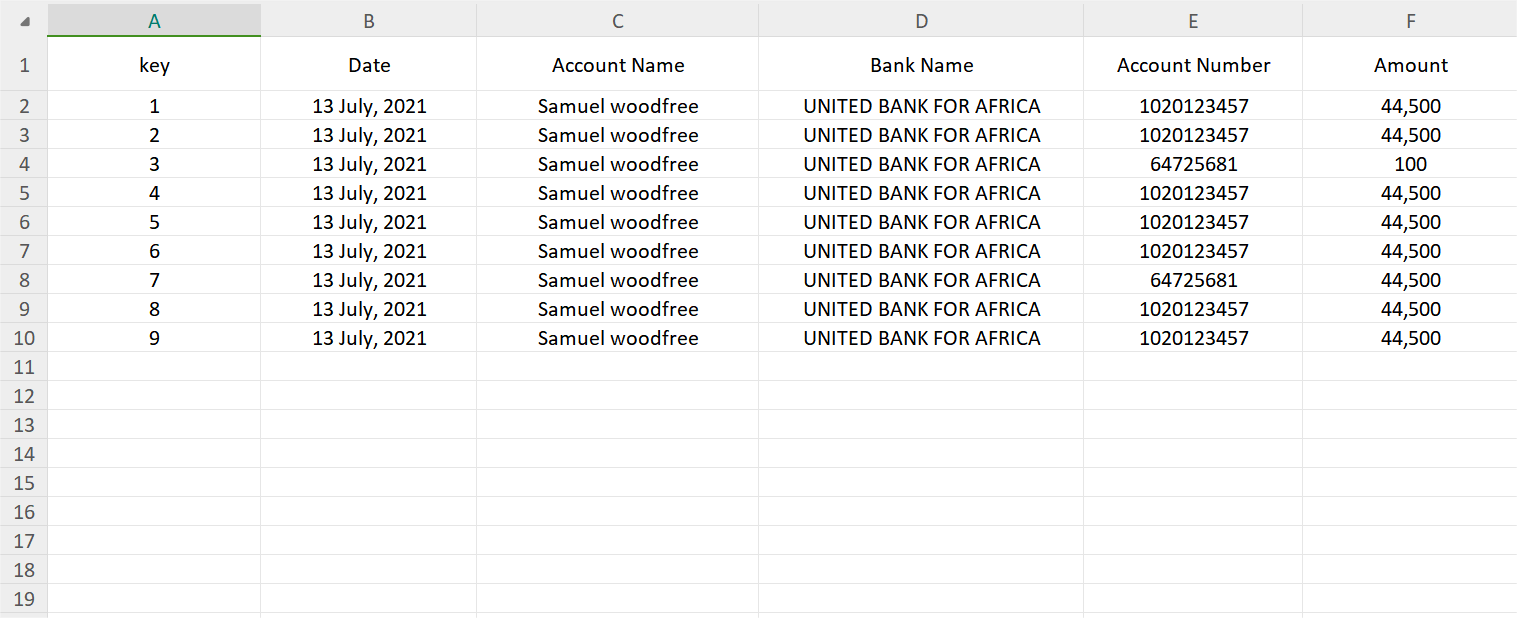 A B C D E F
1 key Date Account Name Bank Name Account Number Amount
2 1 13 July, 2021 Samuel woodfree UNITED BANK FOR AFRICA 1020123457 44,500
3 2 13 July, 2021 Samuel woodfree UNITED BANK FOR AFRICA 1020123457 44,500
4 3 13 July, 2021 Samuel woodfree UNITED BANK FOR AFRICA 64725681 100
5 4 13 July, 2021 Samuel woodfree UNITED BANK FOR AFRICA 1020123457 44,500
6 5 13 July, 2021 Samuel woodfree UNITED BANK FOR AFRICA 1020123457 44,500
7 6 13 July, 2021 Samuel woodfree UNITED BANK FOR AFRICA 1020123457 44,500
8 7 13 July, 2021 Samuel woodfree UNITED BANK FOR AFRICA 64725681 44,500
9 8 13 July, 2021 Samuel woodfree UNITED BANK FOR AFRICA 1020123457 44,500
10 9 13 July, 2021 Samuel woodfree UNITED BANK FOR AFRICA 1020123457 44,500
11
12
13
14
15
16
17
18
19